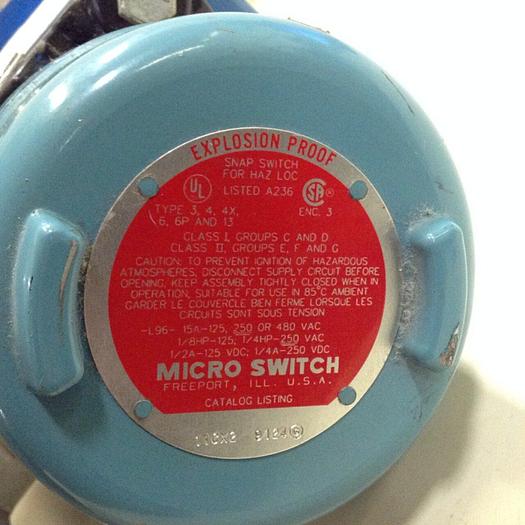 EXPLOSION PROOF
SNAP SWITCH
FOR HAZ LOC
UL LISTED A236 SA ®
TYPE 3, 4, 4X, ENC. 3
6, 6P AND 13
CLASS I, GROUPS C AND D
CLASS II, GROUPS E, F AND G
CAUTION: TO PREVENT IGNITION OF HAZARDOUS
ATMOSPHERES, DISCONNECT SUPPLY CIRCUIT BEFORE
OPENING, KEEP ASSEMBLY TIGHTLY CLOSED WHEN IN
OPERATION, SUITABLE FOR USE IN 85°C AMBIENT
GARDER LE COUVERCLE BIEN FERME LORSQUE LES
CIRCUITS SONT SOUS TENSION
-L96- 15A-125, 250 OR 480 VAC
1/8HP-125, 1/4HP-250 VAC
1/2A-125 VDC; 1/4A-250 VDC
MICRO SWITCH
FREEPORT, ILL. U.S.A.
CATALOG LISTING
11CX2 9124